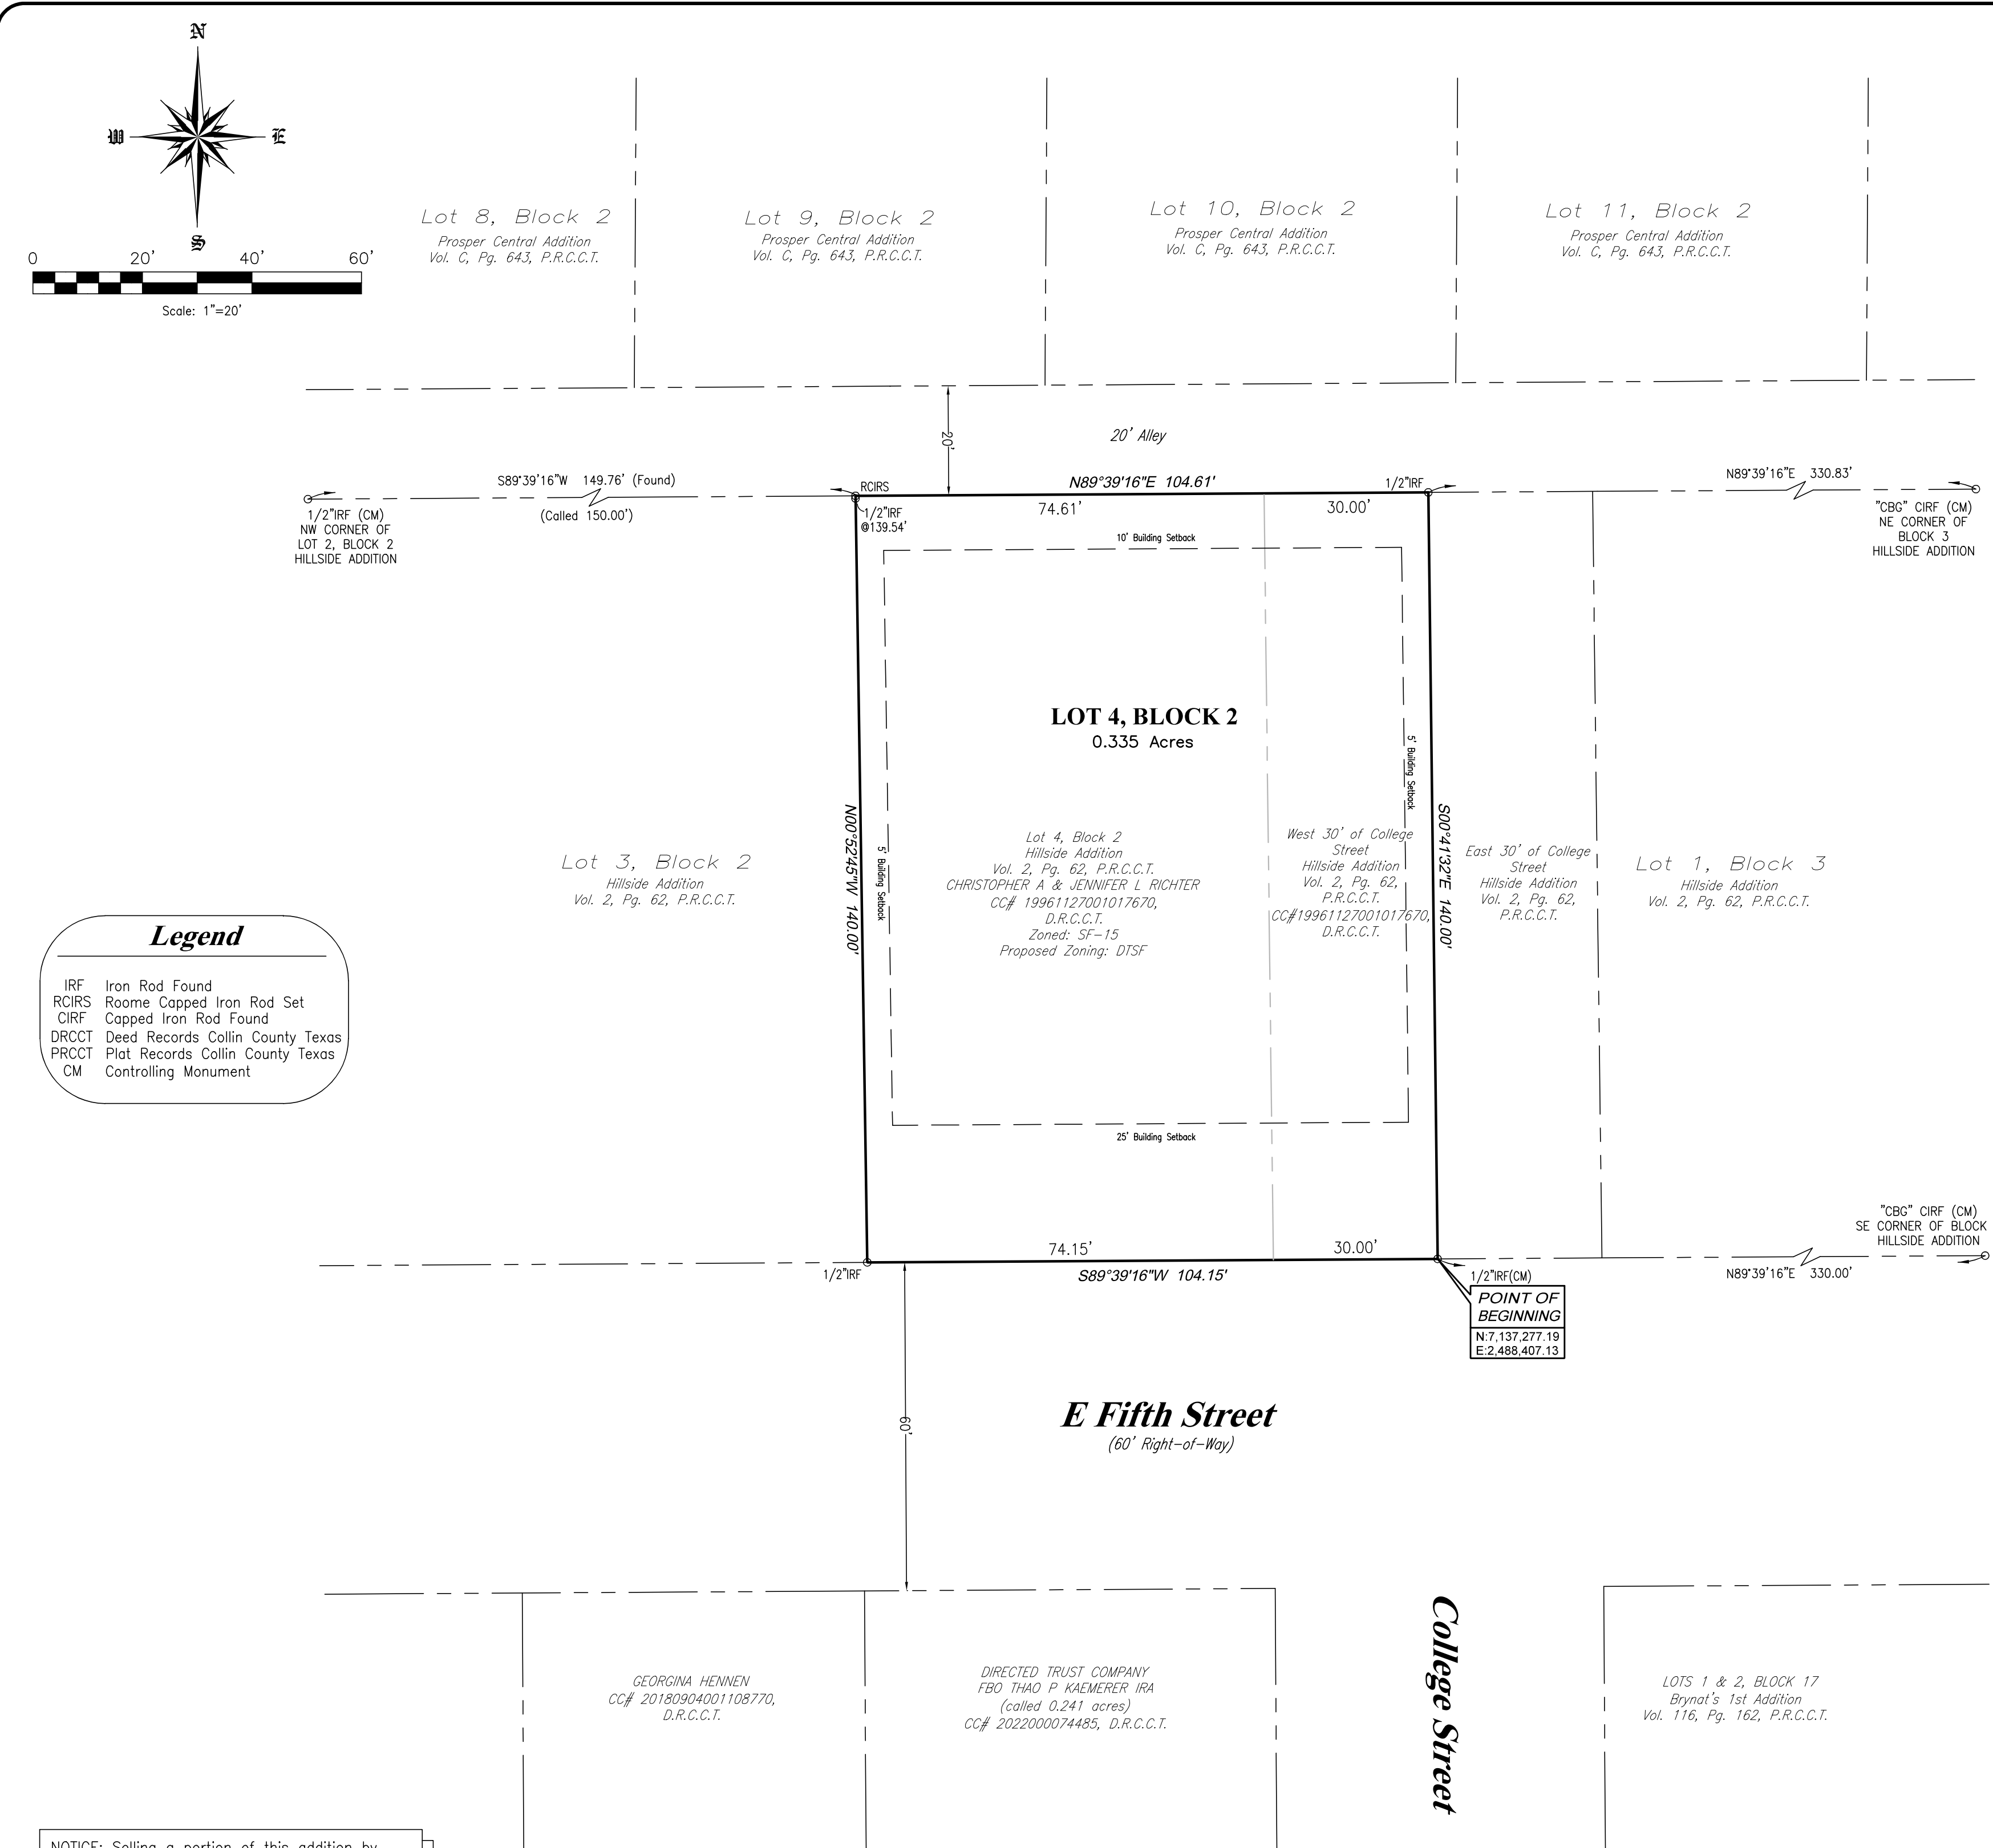 N
W
E
S
0 20' 40' 60'
Scale: 1"=20'
Lot 8, Block 2
Prosper Central Addition
Vol. C, Pg. 643, P.R.C.C.T.
Lot 9, Block 2
Prosper Central Addition
Vol. C, Pg. 643, P.R.C.C.T.
Lot 10, Block 2
Prosper Central Addition
Vol. C, Pg. 643, P.R.C.C.T.
Lot 11, Block 2
Prosper Central Addition
Vol. C, Pg. 643, P.R.C.C.T.
20'
20' Alley
S89°39'16"W 149.76' (Found)
(Called 150.00')
1/2"IRF (CM)
NW CORNER OF
LOT 2, BLOCK 2
HILLSIDE ADDITION
RCIRS
1/2"IRF
@139.54'
N89°39'16"E 104.61'
74.61'
30.00'
1/2"IRF
N89°39'16"E 330.83'
"CBG" CIRF (CM)
NE CORNER OF
BLOCK 3
HILLSIDE ADDITION
10' Building Setback
LOT 4, BLOCK 2
0.335 Acres
5' Building Setback
N00°52'45"W 140.00'
5' Building Setback
S00°41'32"E 140.00'
Lot 3, Block 2
Hillside Addition
Vol. 2, Pg. 62, P.R.C.C.T.
Lot 4, Block 2
Hillside Addition
Vol. 2, Pg. 62, P.R.C.C.T.
CHRISTOPHER A & JENNIFER L RICHTER
CC# 19961127001017670,
D.R.C.C.T.
Zoned: SF-15
Proposed Zoning: DTSF
West 30' of College
Street
Hillside Addition
Vol. 2, Pg. 62,
P.R.C.C.T.
CC#19961127001017670,
D.R.C.C.T.
East 30' of College
Street
Hillside Addition
Vol. 2, Pg. 62,
P.R.C.C.T.
Lot 1, Block 3
Hillside Addition
Vol. 2, Pg. 62, P.R.C.C.T.
Legend
IRF Iron Rod Found
RCIRS Roome Capped Iron Rod Set
CIRF Capped Iron Rod Found
DRCCT Deed Records Collin County Texas
PRCCT Plat Records Collin County Texas
CM Controlling Monument
25' Building Setback
74.15'
30.00'
1/2"IRF
S89°39'16"W 104.15'
1/2"IRF(CM)
POINT OF
BEGINNING
N:7,137,277.19
E:2,488,407.13
"CBG" CIRF (CM)
SE CORNER OF BLOCK
HILLSIDE ADDITION
N89°39'16"E 330.00'
60'
E Fifth Street
(60' Right-of-Way)
GEORGINA HENNEN
CC# 20180904001108770,
D.R.C.C.T.
DIRECTED TRUST COMPANY
FBO THAO P KAEMERER IRA
(called 0.241 acres)
CC# 2022000074485, D.R.C.C.T.
College Street
LOTS 1 & 2, BLOCK 17
Brynat's 1st Addition
Vol. 116, Pg. 162, P.R.C.C.T.
NOTICE: Selling a portion of this addition by